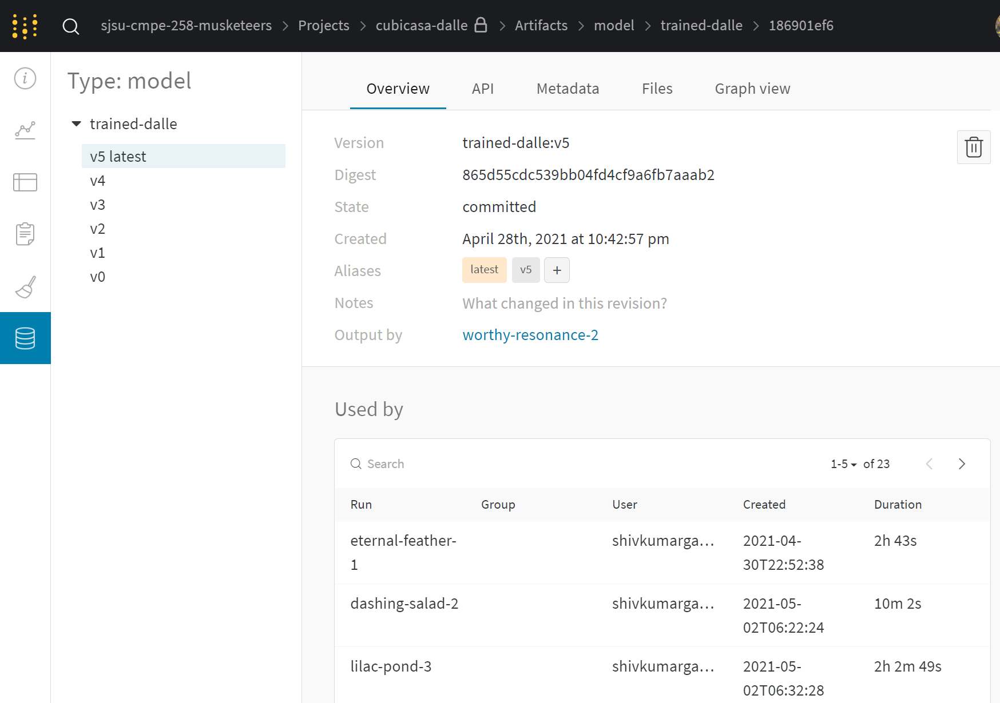 sjsu-cmpe-258-musketeers > Projects > cubicasa-dalle > Artifacts > model > trained-dalle > 186901ef6
Type: model
trained-dalle
v5 latest
v4
v3
v2
v1
v0
Overview API Metadata Files Graph view
Version trained-dalle:v5
Digest 865d55cdc539bb04fd4cf9a6fb7aaab2
State committed
Created April 28th, 2021 at 10:42:57 pm
Aliases latest v5 +
Notes What changed in this revision?
Output by worthy-resonance-2
Used by
Search 1-5 of 23
Run Group User Created Duration
eternal-feather- shivkumarga... 2021-04- 2h 43s
1 30T22:52:38
dashing-salad-2 shivkumarga... 2021-05- 10m 2s
02T06:22:24
lilac-pond-3 shivkumarga... 2021-05- 2h 2m 49s
02T06:32:28